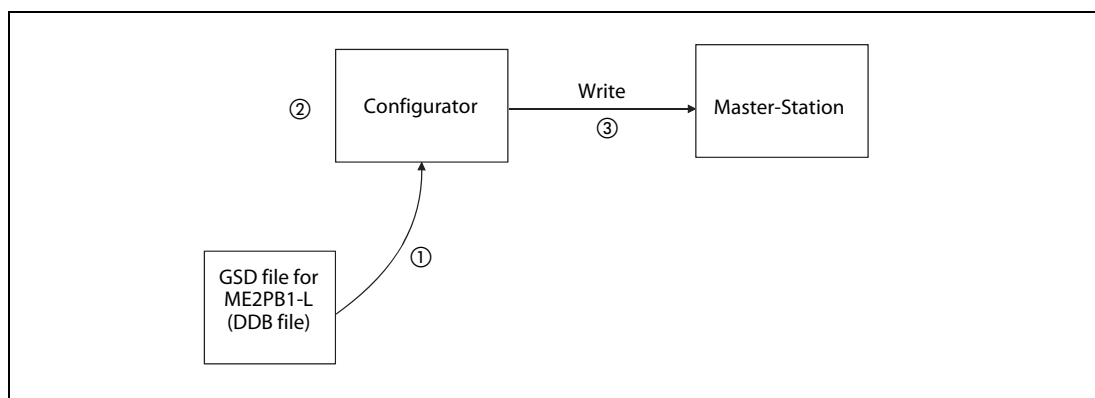 Write
② Configurator Master-Station
③
①
GSD file for
ME2PB1-L
(DDB file)